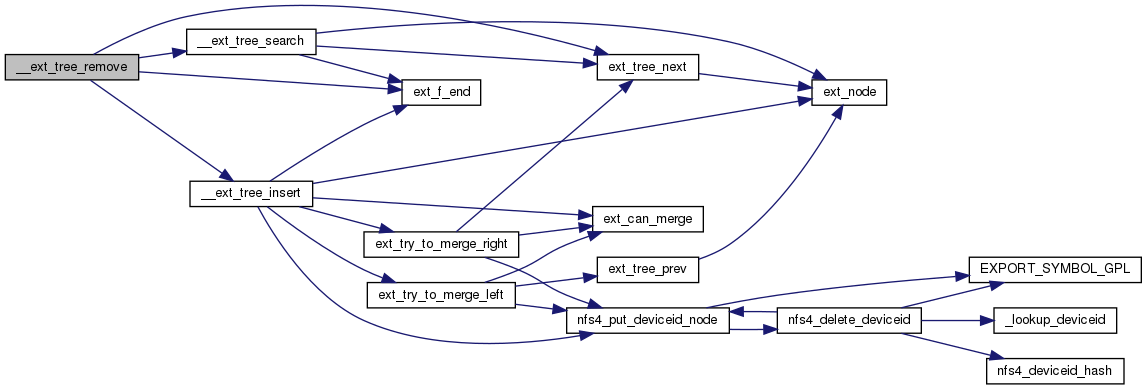 __ext_tree_remove
__ext_tree_search
ext_tree_next
ext_f_end
ext_node
__ext_tree_insert
ext_can_merge
ext_try_to_merge_right
ext_tree_prev
EXPORT_SYMBOL_GPL
ext_try_to_merge_left
nfs4_put_deviceid_node
nfs4_delete_deviceid
_lookup_deviceid
nfs4_deviceid_hash